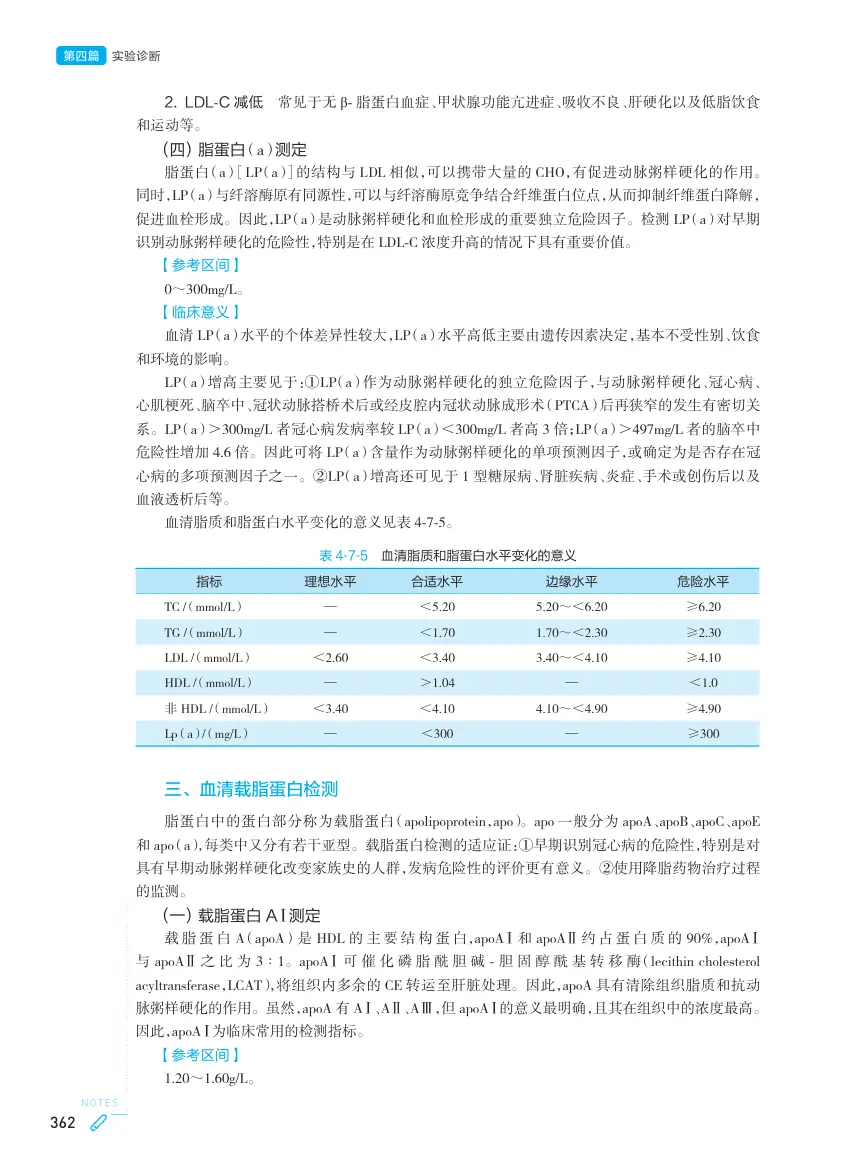 第四篇 实验诊断
2. LDL-C 减低 常见于无 β- 脂蛋白血症、甲状腺功能亢进症、吸收不良、肝硬化以及低脂饮食
和运动等。
（四）脂蛋白（a）测定
脂蛋白（a）[ LP（a）] 的结构与 LDL 相似，可以携带大量的 CHO，有促进动脉粥样硬化的作用。
同时，LP（a）与纤溶酶原有同源性，可以与纤溶酶原竞争结合纤维蛋白位点，从而抑制纤维蛋白降解，
促进血栓形成。因此，LP（a）是动脉粥样硬化和血栓形成的重要独立危险因子。检测 LP（a）对早期
识别动脉粥样硬化的危险性，特别是在 LDL-C 浓度升高的情况下具有重要价值。
【参考区间】
0～300mg/L。
【临床意义】
血清 LP（a）水平的个体差异性较大，LP（a）水平高低主要由遗传因素决定，基本不受性别、饮食
和环境的影响。
LP（a）增高主要见于：①LP（a）作为动脉粥样硬化的独立危险因子，与动脉粥样硬化、冠心病、
心肌梗死、脑卒中、冠状动脉搭桥术后或经皮腔内冠状动脉成形术（PTCA）后再狭窄的发生有密切关
系。LP（a）＞300mg/L 者冠心病发病率较 LP（a）＜300mg/L 者高 3 倍；LP（a）＞497mg/L 者的脑卒中
危险性增加 4.6 倍。因此可将 LP（a）含量作为动脉粥样硬化的单项预测因子，或确定为是否存在冠
心病的多项预测因子之一。②LP（a）增高还可见于 1 型糖尿病、肾脏疾病、炎症、手术或创伤后以及
血液透析后等。
血清脂质和脂蛋白水平变化的意义见表 4-7-5。
表 4-7-5 血清脂质和脂蛋白水平变化的意义
指标 理想水平 合适水平 边缘水平 危险水平
TC /（mmol/L） — ＜5.20 5.20～＜6.20 ≥6.20
TG /（mmol/L） — ＜1.70 1.70～＜2.30 ≥2.30
LDL /（mmol/L） ＜2.60 ＜3.40 3.40～＜4.10 ≥4.10
HDL /（mmol/L） — ＞1.04 — ＜1.0
非 HDL /（mmol/L） ＜3.40 ＜4.10 4.10～＜4.90 ≥4.90
Lp（a）/（mg/L） — ＜300 — ≥300
三、血清载脂蛋白检测
脂蛋白中的蛋白部分称为载脂蛋白（apolipoprotein，apo）。apo 一般分为 apoA、apoB、apoC、apoE
和 apo（a），每类中又分有若干亚型。载脂蛋白检测的适应证：①早期识别冠心病的危险性，特别是对
具有早期动脉粥样硬化改变家族史的人群，发病危险性的评价更有意义。②使用降脂药物治疗过程
的监测。
（一）载脂蛋白 AⅠ测定
载脂蛋白 A（apoA）是 HDL 的主要结构蛋白，apoAⅠ 和 apoAⅡ 约占蛋白质的 90%，apoAⅠ
与 apoAⅡ 之比为 3∶1。apoAⅠ 可催化磷脂酰胆碱 - 胆固醇酰基转移酶（lecithin cholesterol
acyltransferase，LCAT），将组织内多余的 CE 转运至肝脏处理。因此，apoA 具有清除组织脂质和抗动
脉粥样硬化的作用。虽然，apoA 有 AⅠ、AⅡ、AⅢ，但 apoAⅠ的意义最明确，且其在组织中的浓度最高。
因此，apoAⅠ为临床常用的检测指标。
【参考区间】
1.20～1.60g/L。
NOTES
362